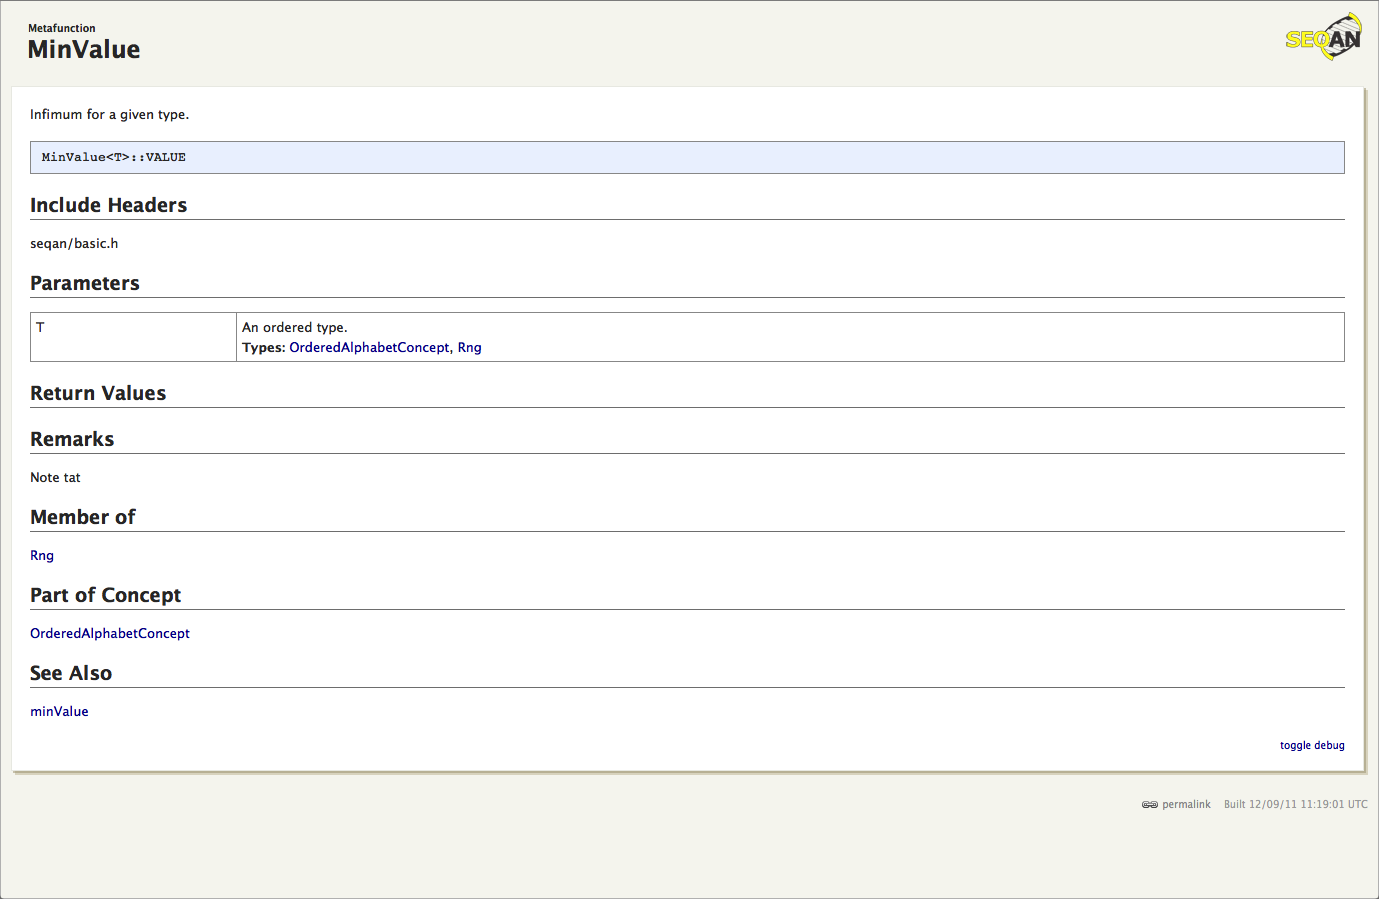 Metafunction
MinValue
SEQAN
Infimum for a given type.
MinValue<T>::VALUE
Include Headers
seqan/basic.h
Parameters
T
An ordered type.
Types: OrderedAlphabetConcept, Rng
Return Values
Remarks
Note tat
Member of
Rng
Part of Concept
OrderedAlphabetConcept
See Also
minValue
toggle debug
permalink Built 12/09/11 11:19:01 UTC